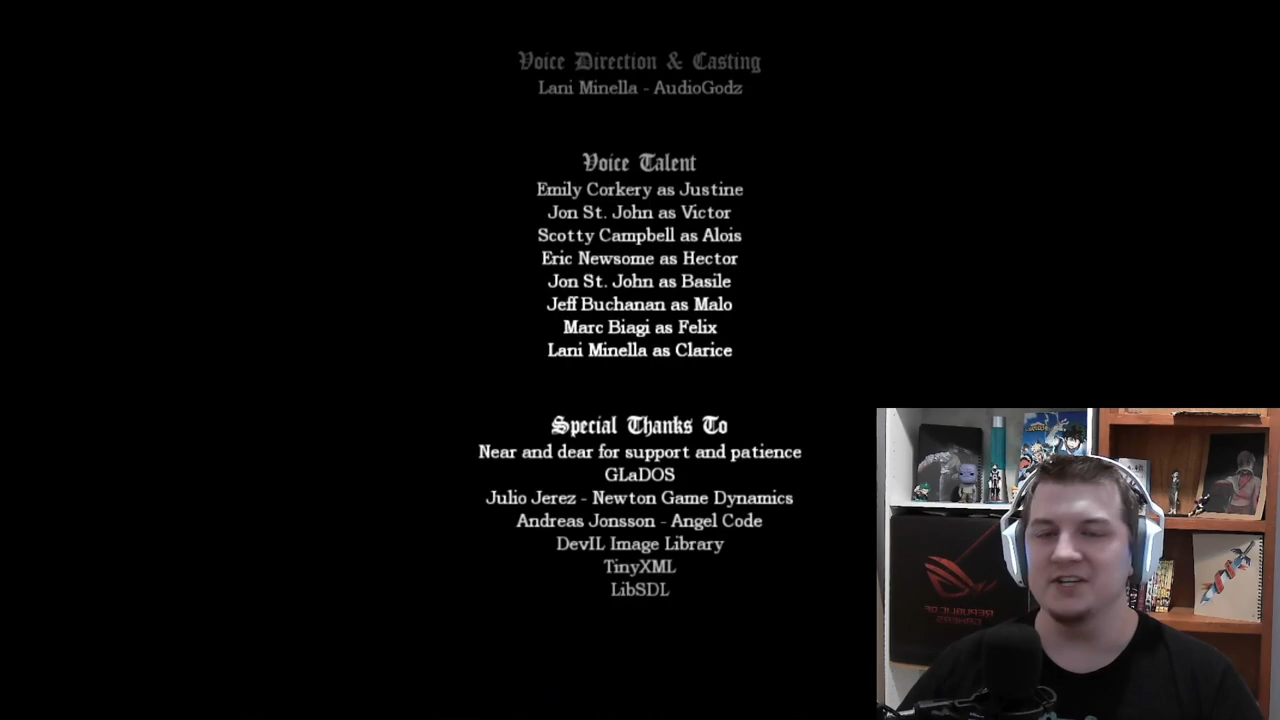 Voice Direction & Casting
Lani Minella - AudioGodz
Voice Talent
Emily Corkery as Justine
Jon St. John as Victor
Scotty Campbell as Alois
Eric Newsome as Hector
Jon St. John as Basile
Jeff Buchanan as Malo
Marc Biagi as Felix
Lani Minella as Clarice
Special Thanks To
Near and dear for support and patience
GLaDOS
Julio Jerez - Newton Game Dynamics
Andreas Jonsson - Angel Code
DevIL Image Library
TinyXML
LibSDL
REPUBLIC OF
GAMERS